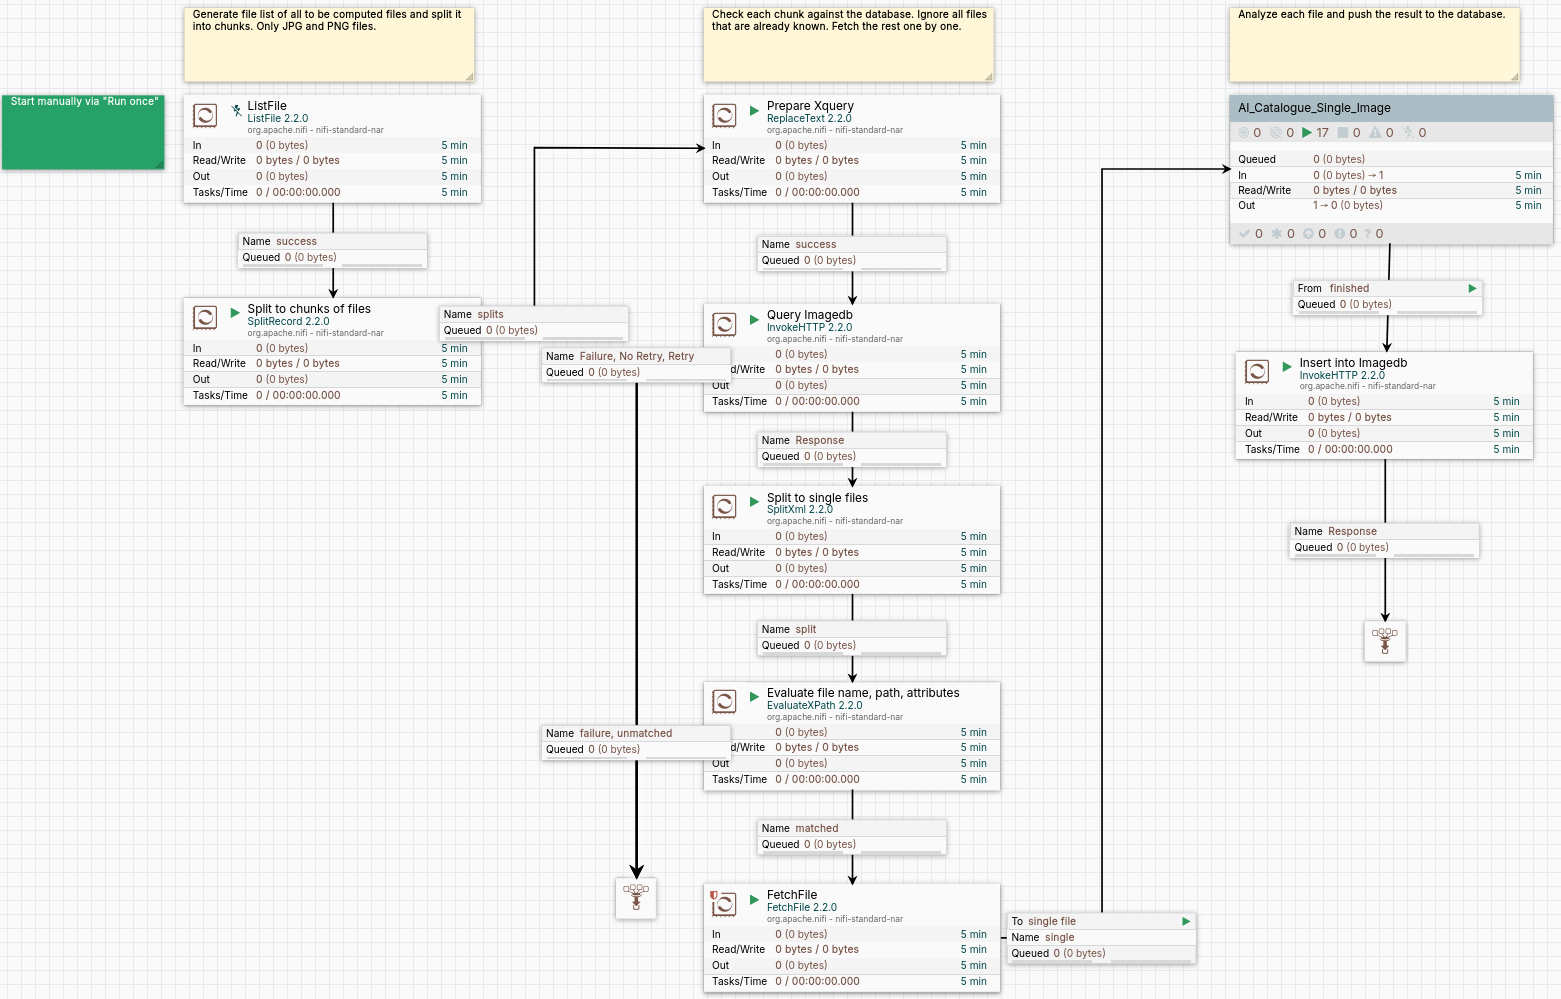 Generate file list of all to be computed files and split it
into chunks. Only JPG and PNG files.
Start manually via "Run once"
ListFile
ListFile 2.2.0
org.apache.nifi - nifi-standard-nar
In 0 (0 bytes) 5 min
Read/Write 0 bytes / 0 bytes 5 min
Out 0 (0 bytes) 5 min
Tasks/Time 0 / 00:00:00.000 5 min
Name success
Queued 0 (0 bytes)
Split to chunks of files
SplitRecord 2.2.0
org.apache.nifi - nifi-standard-nar
In 0 (0 bytes) 5 min
Read/Write 0 bytes / 0 bytes 5 min
Out 0 (0 bytes) 5 min
Tasks/Time 0 / 00:00:00.000 5 min
Name splits
Queued 0 (0 bytes)
Name Failure, No Retry, Retry
Queued 0 (0 bytes)
Name failure, unmatched
Queued 0 (0 bytes)
Check each chunk against the database. Ignore all files
that are already known. Fetch the rest one by one.
Prepare Xquery
ReplaceText 2.2.0
org.apache.nifi - nifi-standard-nar
In 0 (0 bytes) 5 min
Read/Write 0 bytes / 0 bytes 5 min
Out 0 (0 bytes) 5 min
Tasks/Time 0 / 00:00:00.000 5 min
Name success
Queued 0 (0 bytes)
Query Imagedb
InvokeHTTP 2.2.0
org.apache.nifi - nifi-standard-nar
0 (0 bytes) 5 min
d/Write 0 bytes / 0 bytes 5 min
Out 0 (0 bytes) 5 min
Tasks/Time 0 / 00:00:00.000 5 min
Name Response
Queued 0 (0 bytes)
Split to single files
SplitXml 2.2.0
org.apache.nifi - nifi-standard-nar
In 0 (0 bytes) 5 min
Read/Write 0 bytes / 0 bytes 5 min
Out 0 (0 bytes) 5 min
Tasks/Time 0 / 00:00:00.000 5 min
Name split
Queued 0 (0 bytes)
Evaluate file name, path, attributes
EvaluateXPath 2.2.0
org.apache.nifi - nifi-standard-nar
0 (0 bytes) 5 min
d/Write 0 bytes / 0 bytes 5 min
Out 0 (0 bytes) 5 min
Tasks/Time 0 / 00:00:00.000 5 min
Name matched
Queued 0 (0 bytes)
FetchFile
FetchFile 2.2.0
org.apache.nifi - nifi-standard-nar
In 0 (0 bytes) 5 min
Read/Write 0 bytes / 0 bytes 5 min
Out 0 (0 bytes) 5 min
Tasks/Time 0 / 00:00:00.000 5 min
To single file
Name single
Queued 0 (0 bytes)
Analyze each file and push the result to the database.
AI_Catalogue_Single_Image
0 0 17 0 0 0
Queued 0 (0 bytes)
In 0 (0 bytes) → 1 5 min
Read/Write 0 bytes / 0 bytes 5 min
Out 1 → 0 (0 bytes) 5 min
0 0 0 0 ? 0
From finished
Queued 0 (0 bytes)
Insert into Imagedb
InvokeHTTP 2.2.0
org.apache.nifi - nifi-standard-nar
In 0 (0 bytes) 5 min
Read/Write 0 bytes / 0 bytes 5 min
Out 0 (0 bytes) 5 min
Tasks/Time 0 / 00:00:00.000 5 min
Name Response
Queued 0 (0 bytes)